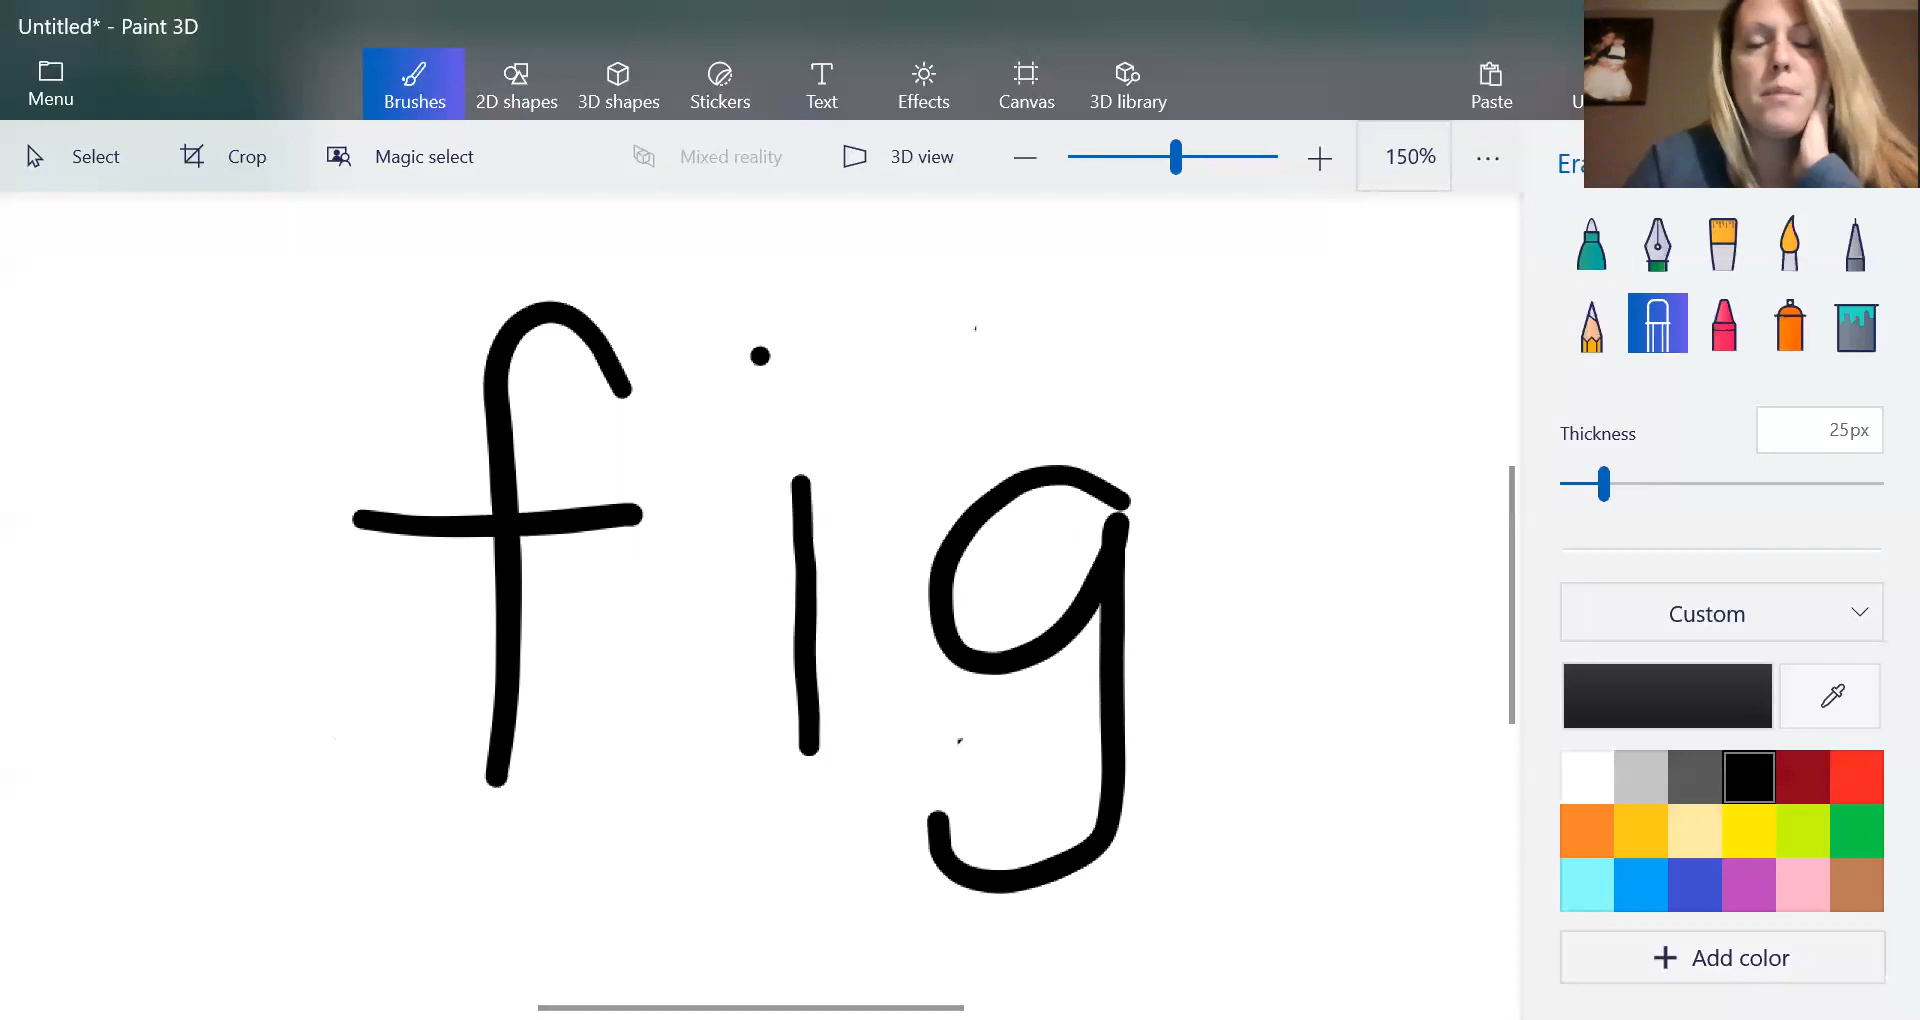 Untitled* - Paint 3D
Menu
Brushes
2D shapes
3D shapes
Stickers
Text
Effects
Canvas
3D library
Paste
U
Select
Crop
Magic select
Mixed reality
3D view
150%
Era
Thickness
25px
Custom
Add color
fig